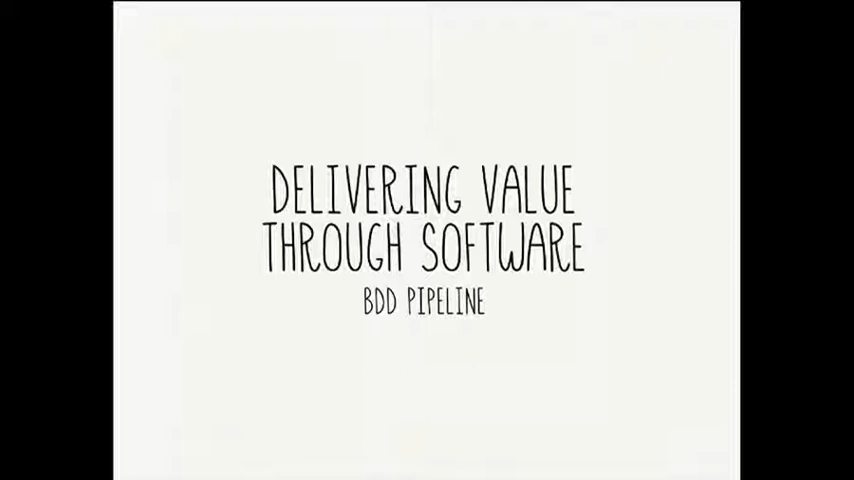 DELIVERING VALUE
THROUGH SOFTWARE
BDD PIPELINE